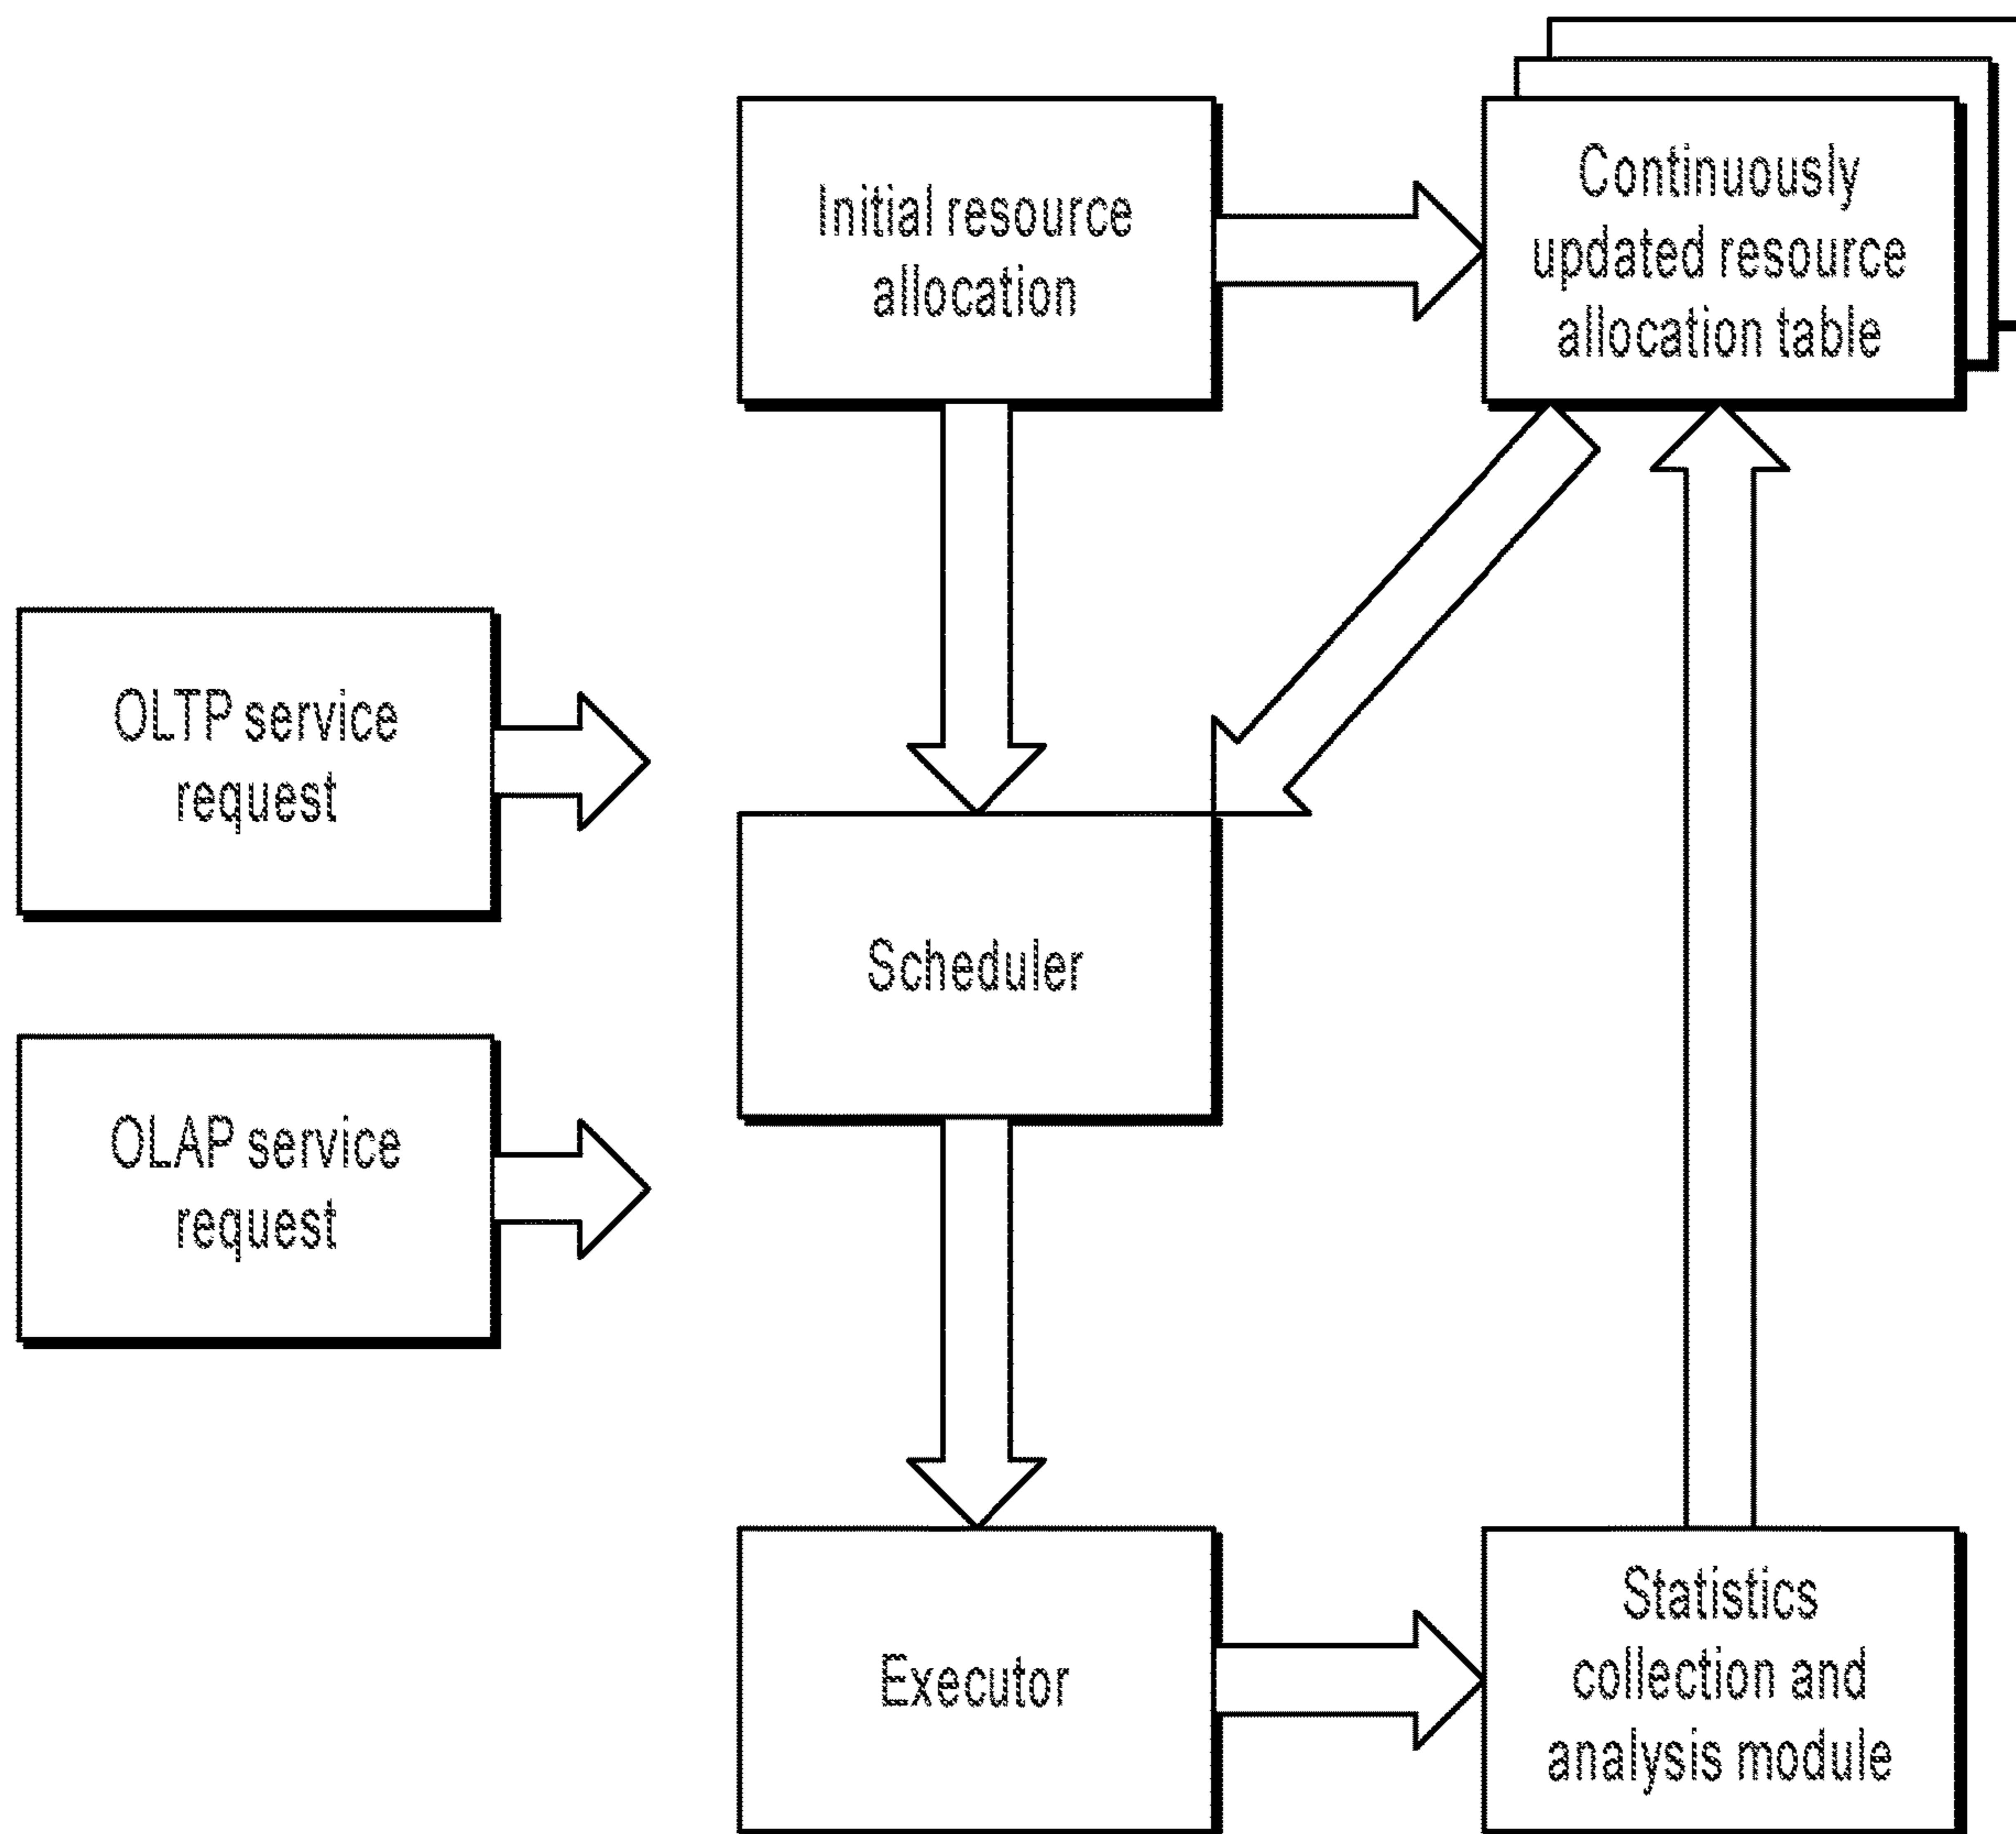 Initial resource
allocation
Continuously
updated resource
allocation table
OLTP service
request
Scheduler
OLAP service
request
Executor
Statistics
collection and
analysis module